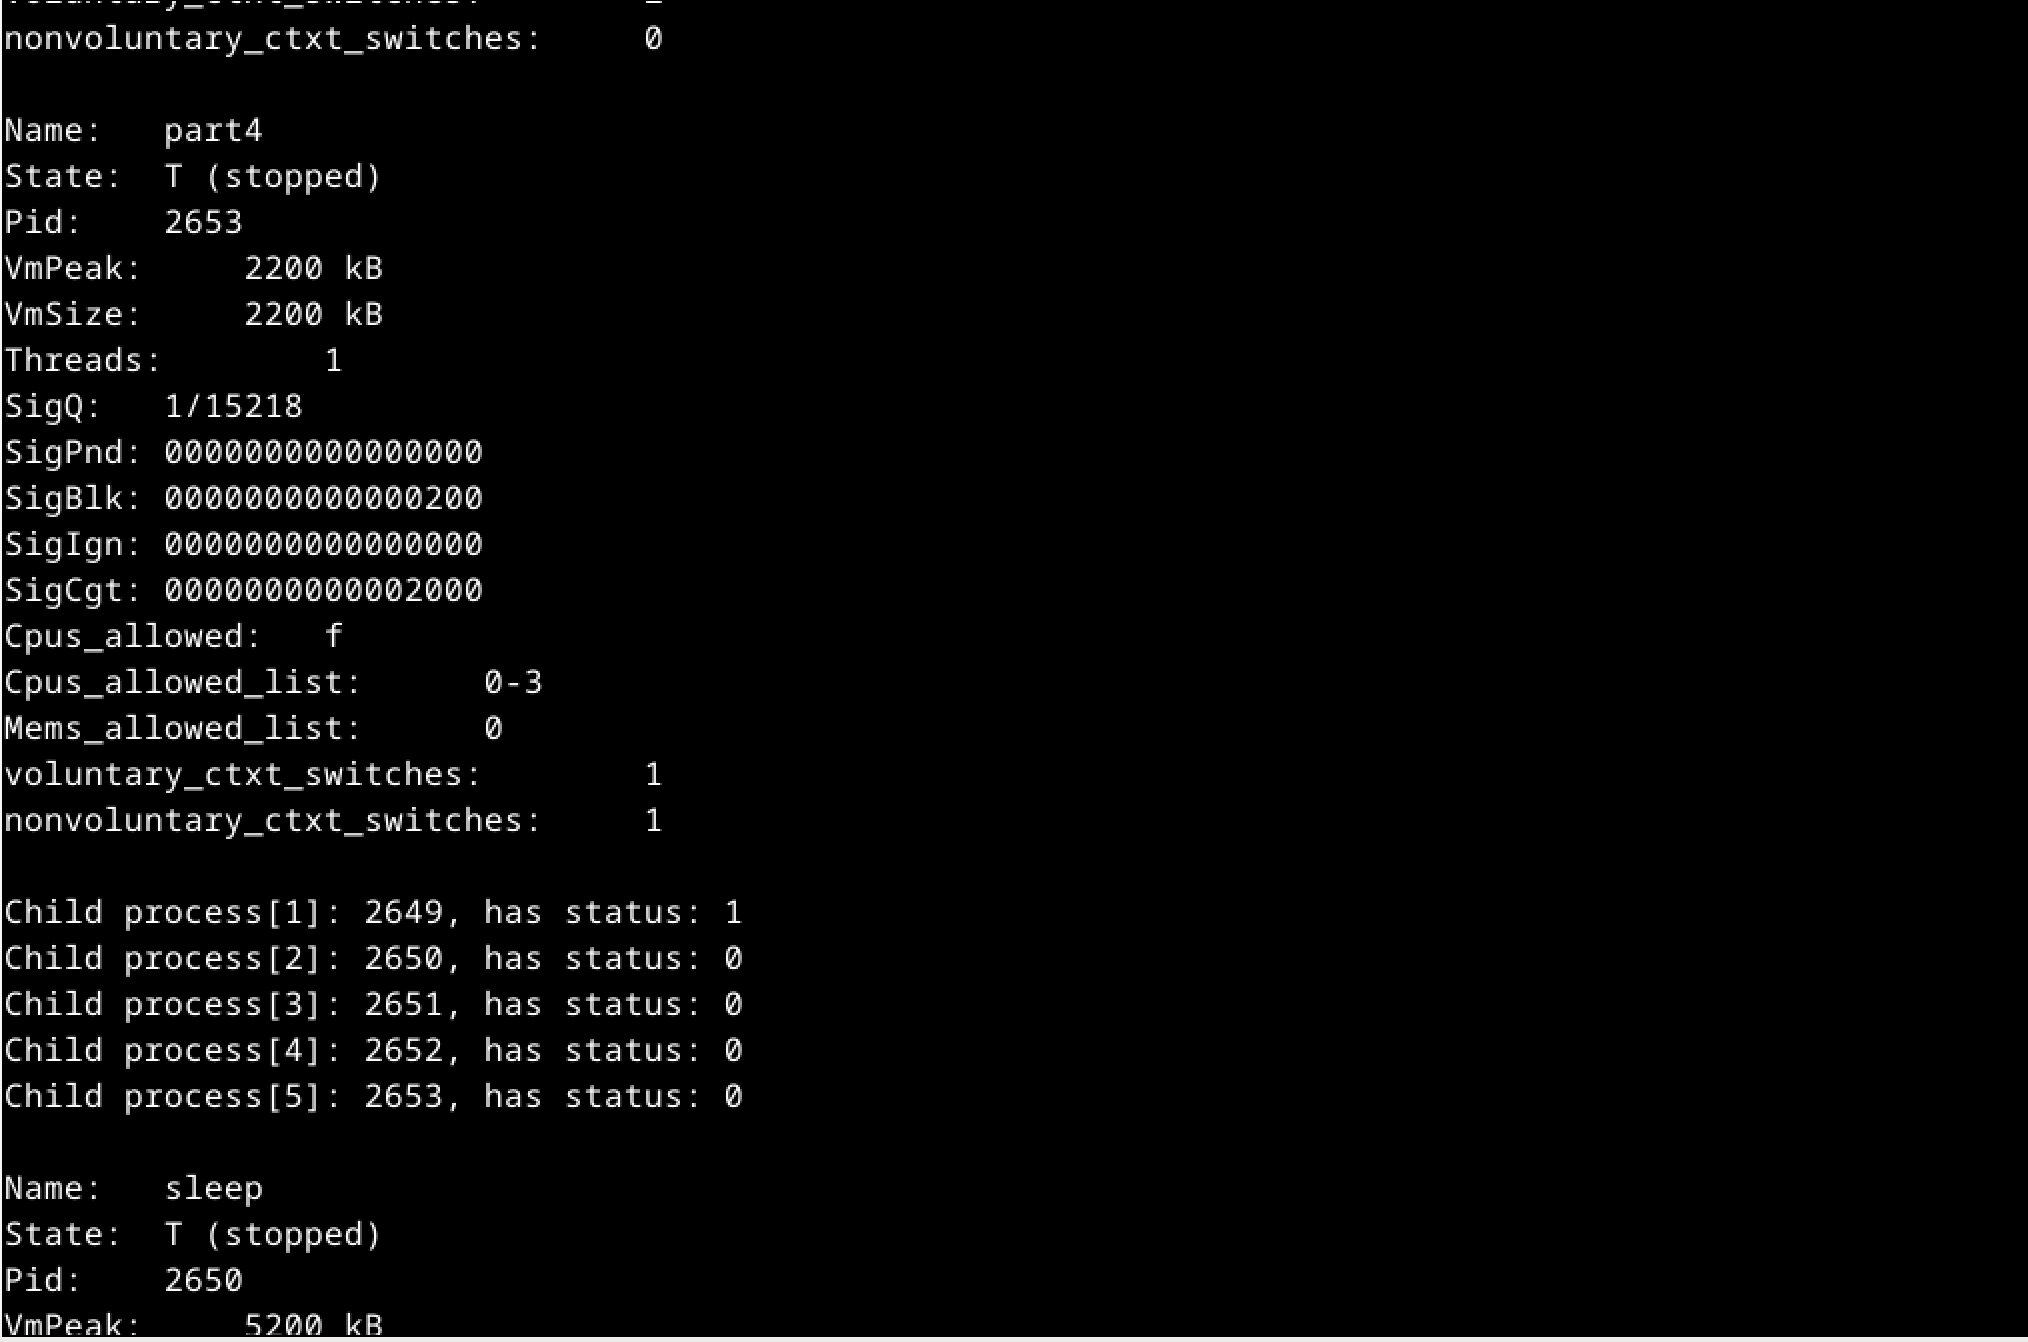 voluntary_ctxt_switches:
nonvoluntary_ctxt_switches: 0
Name: part4
State: T (stopped)
Pid: 2653
VmPeak: 2200 kB
VmSize: 2200 kB
Threads: 1
SigQ: 1/15218
SigPnd: 0000000000000000
SigBlk: 0000000000000200
SigIgn: 0000000000000000
SigCgt: 0000000000002000
Cpus_allowed: f
Cpus_allowed_list: 0-3
Mems_allowed_list: 0
voluntary_ctxt_switches: 1
nonvoluntary_ctxt_switches: 1
Child process[1]: 2649, has status: 1
Child process[2]: 2650, has status: 0
Child process[3]: 2651, has status: 0
Child process[4]: 2652, has status: 0
Child process[5]: 2653, has status: 0
Name: sleep
State: T (stopped)
Pid: 2650
VmPeak: 5200 kB